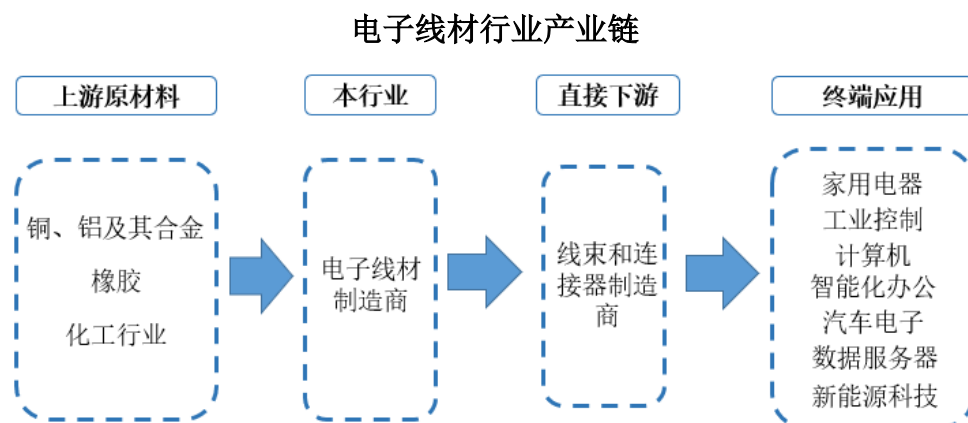 电子线材行业产业链
上游原材料
本行业
直接下游
终端应用
铜、铝及其合金
橡胶
化工行业
电子线材
制造商
线束和连
接器制造
商
家用电器
工业控制
计算机
智能化办公
汽车电子
数据服务器
新能源科技